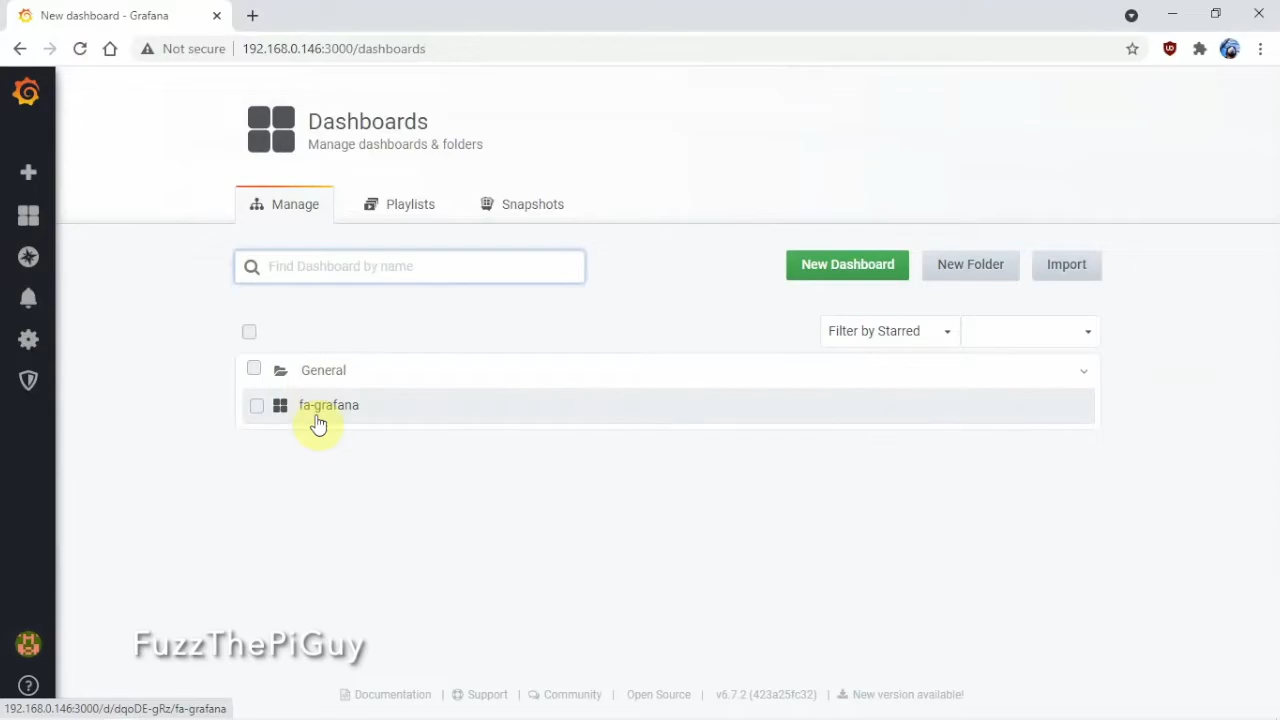 New dashboard - Grafana
Not secure
192.168.0.146:3000/dashboards
Dashboards
Manage dashboards & folders
Manage
Playlists
Snapshots
Find Dashboard by name
New Dashboard
New Folder
Import
Filter by Starred
General
fa-grafana
FuzzThePiGuy
Documentation | Support | Community | Open Source | v6.7.2 (423a25fc32) | New version available!
192.168.0.146:3000/d/dqoDE-gRz/fa-grafana